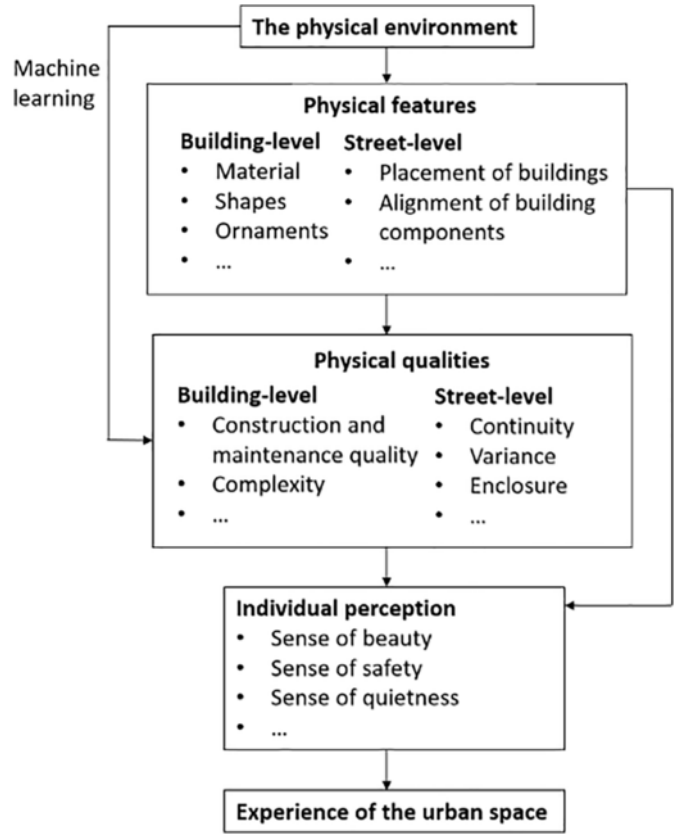 The physical environment
Machine
learning
Physical features
Building-level
• Material
• Shapes
• Ornaments
• ...
Street-level
• Placement of buildings
• Alignment of building
components
• ...
Physical qualities
Building-level
• Construction and
maintenance quality
• Complexity
• ...
Street-level
• Continuity
• Variance
• Enclosure
• ...
Individual perception
• Sense of beauty
• Sense of safety
• Sense of quietness
• ...
Experience of the urban space